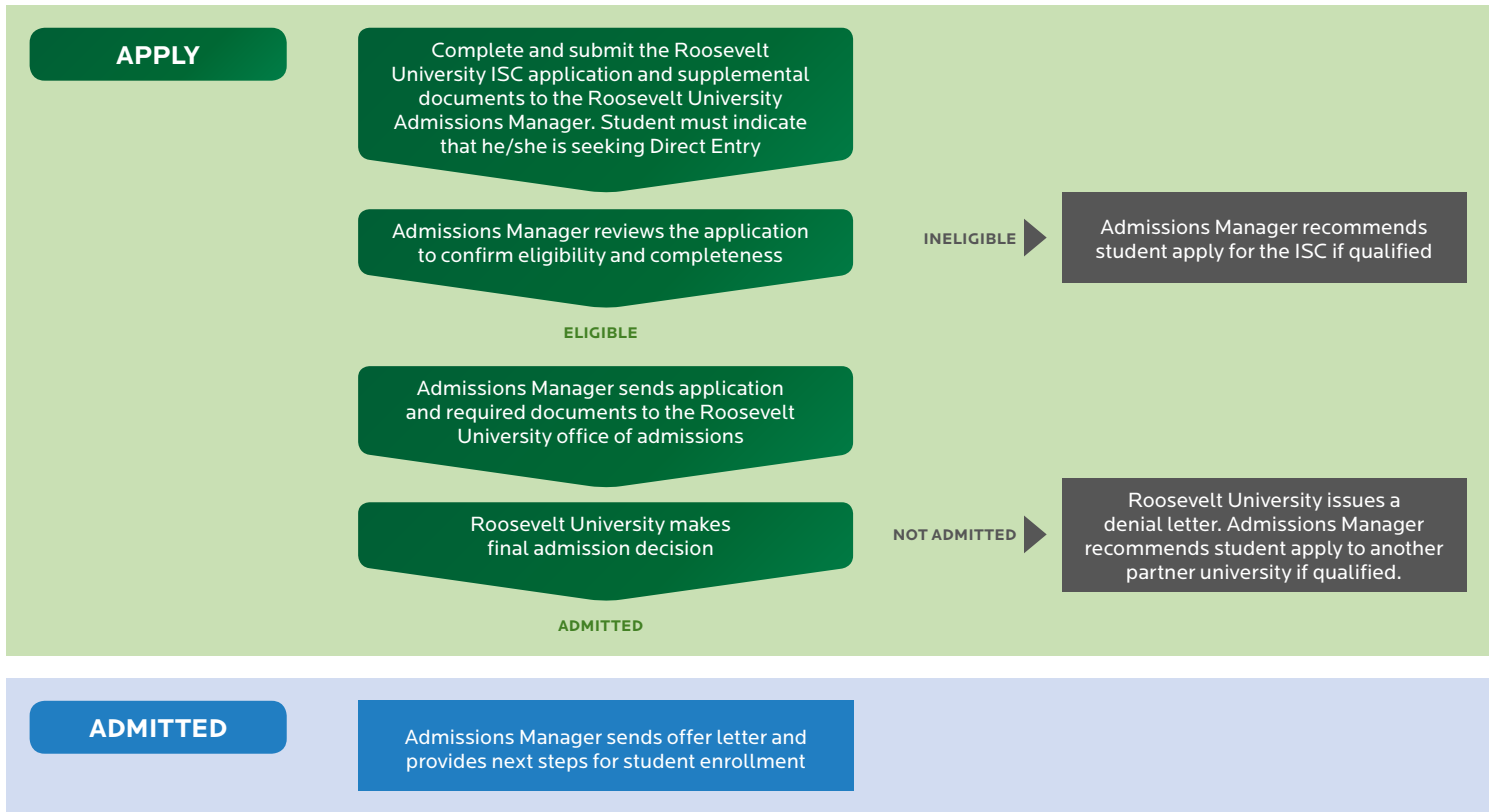 APPLY
Complete and submit the Roosevelt
University ISC application and supplemental
documents to the Roosevelt University
Admissions Manager. Student must indicate
that he/she is seeking Direct Entry
Admissions Manager reviews the application
to confirm eligibility and completeness
INELIGIBLE
Admissions Manager recommends
student apply for the ISC if qualified
ELIGIBLE
Admissions Manager sends application
and required documents to the Roosevelt
University office of admissions
Roosevelt University makes
final admission decision
NOT ADMITTED
Roosevelt University issues a
denial letter. Admissions Manager
recommends student apply to another
partner university if qualified.
ADMITTED
ADMITTED
Admissions Manager sends offer letter and
provides next steps for student enrollment